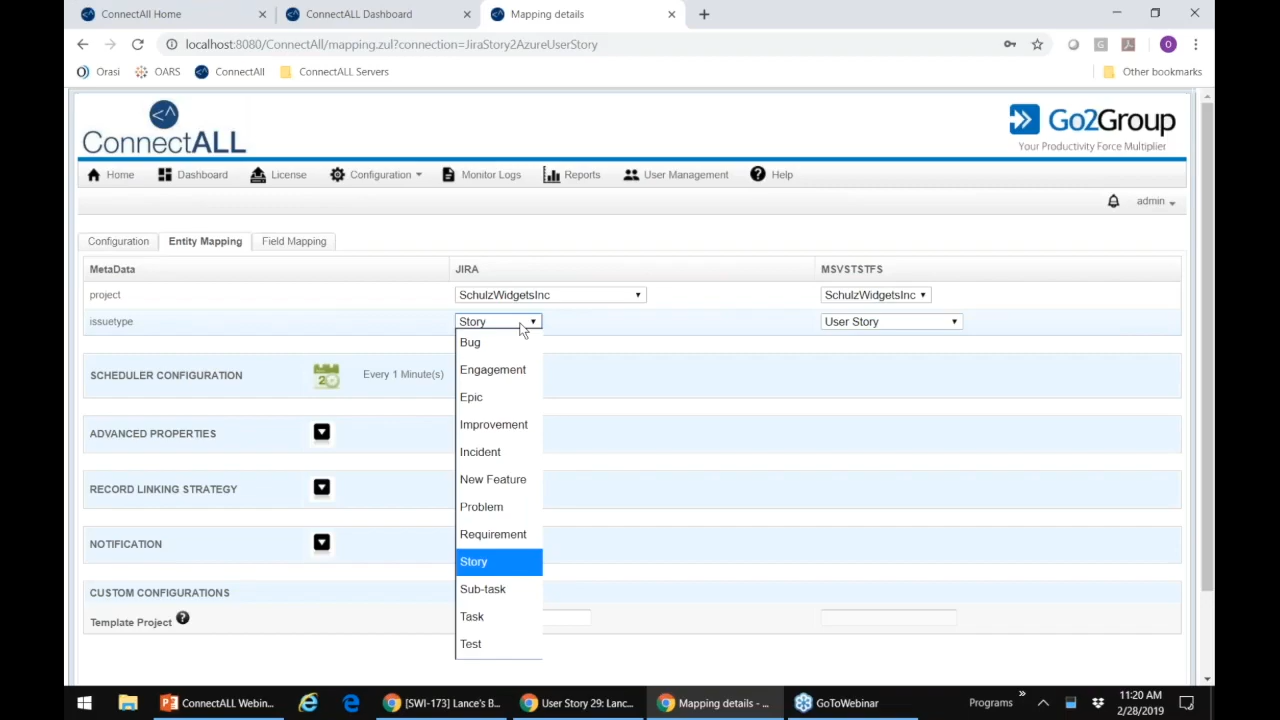 ConnectALL Home
ConnectALL Dashboard
Mapping details
localhost:8080/ConnectAll/mapping.zul?connection=JiraStory2AzureUserStory
G
O
Orasi
OARS
ConnectAll
ConnectALL Servers
Other bookmarks
ConnectALL
Go2Group
Your Productivity Force Multiplier
Home
Dashboard
License
Configuration
Monitor Logs
Reports
User Management
? Help
admin
Configuration
Entity Mapping
Field Mapping
MetaData
JIRA
MSVSTSTFS
project
SchulzWidgetsInc
SchulzWidgetsInc
issuetype
Story
User Story
Bug
Engagement
Epic
Improvement
Incident
New Feature
Problem
Requirement
Story
Sub-task
Task
Test
SCHEDULER CONFIGURATION
Every 1 Minute(s)
ADVANCED PROPERTIES
RECORD LINKING STRATEGY
NOTIFICATION
CUSTOM CONFIGURATIONS
Template Project ?
ConnectALL Webin...
[SWI-173] Lance's B...
User Story 29: Lanc...
Mapping details - ...
GoToWebinar
Programs
»
11:20 AM
2/28/2019